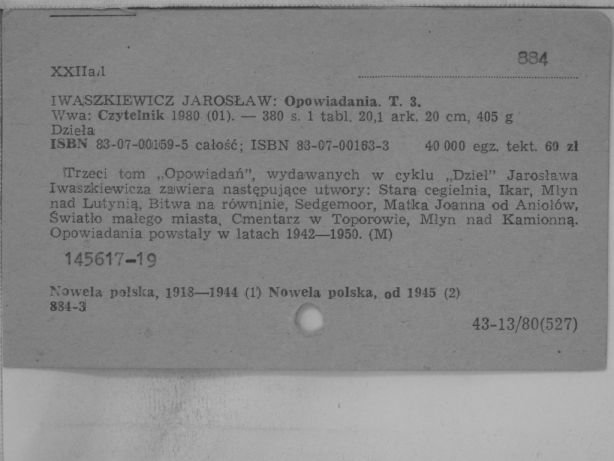 884
XXIIa/1
IWASZKIEWICZ JAROSŁAW: Opowiadania. T. 3.
Wwa: Czytelnik 1980 (01). — 380 s. 1 tabl. 20,1 ark. 20 cm, 405 g
Dzieła
ISBN 83-07-00159-5 całość; ISBN 83-07-00163-3 40 000 egz. tekt. 60 zł
Trzeci tom „Opowiadań”, wydawanych w cyklu „Dzieł” Jarosława
Iwaszkiewicza zawiera następujące utwory: Stara cegielnia, Ikar, Młyn
nad Lutynią, Bitwa na równinie, Sedgemoor, Matka Joanna od Aniołów,
Światło małego miasta, Cmentarz w Toporowie, Młyn nad Kamionną.
Opowiadania powstały w latach 1942—1950. (M)
145617-19
Nowela polska, 1918—1944 (1) Nowela polska, od 1945 (2)
884-3
43-13/80(527)